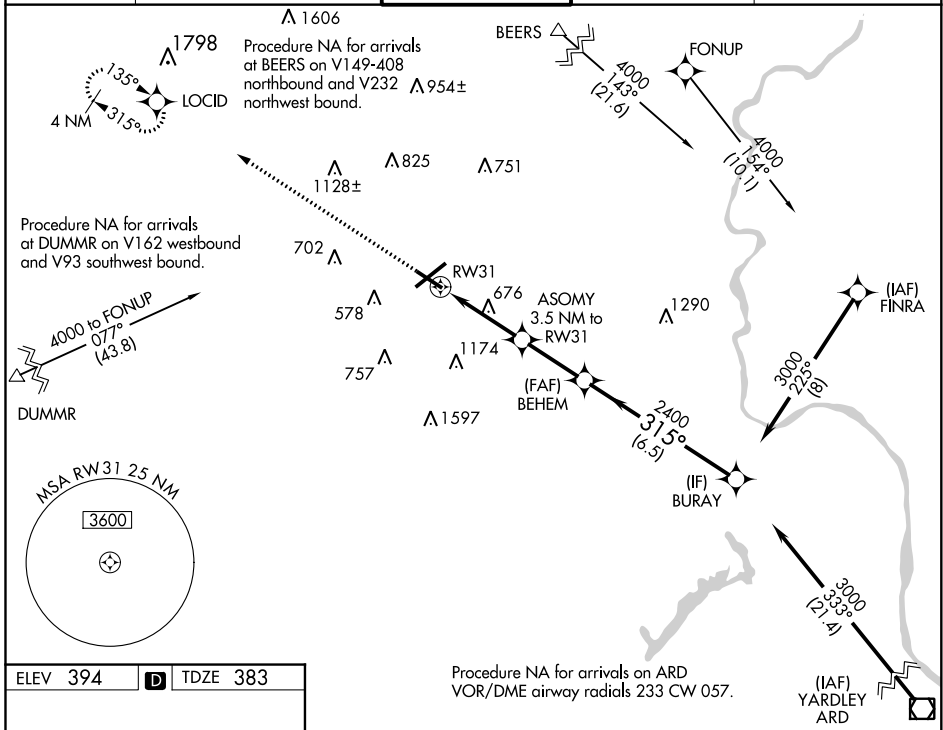 1606
1798
Procedure NA for arrivals
at BEERS on V149-408
northbound and V232
northwest bound.
954±
BEERS
FONUP
4000
143°
(21.6)
4000
154°
(10.1)
135°
315°
4 NM
LOCID
1128±
825
751
Procedure NA for arrivals
at DUMMR on V162 westbound
and V93 southwest bound.
702
RW31
578
676
ASOMY
3.5 NM to
RW31
1290
(IAF)
FINRA
4000 to FONUP
077°
(43.8)
DUMMR
757
1174
(FAF)
BEHEM
3000
225°
(8)
1597
2400
315°
(6.5)
(IF)
BURAY
MSA RW31 25 NM
3600
3000
333°
(21.4)
ELEV 394
D
TDZE 383
Procedure NA for arrivals on ARD
VOR/DME airway radials 233 CW 057.
(IAF)
YARDLEY
ARD